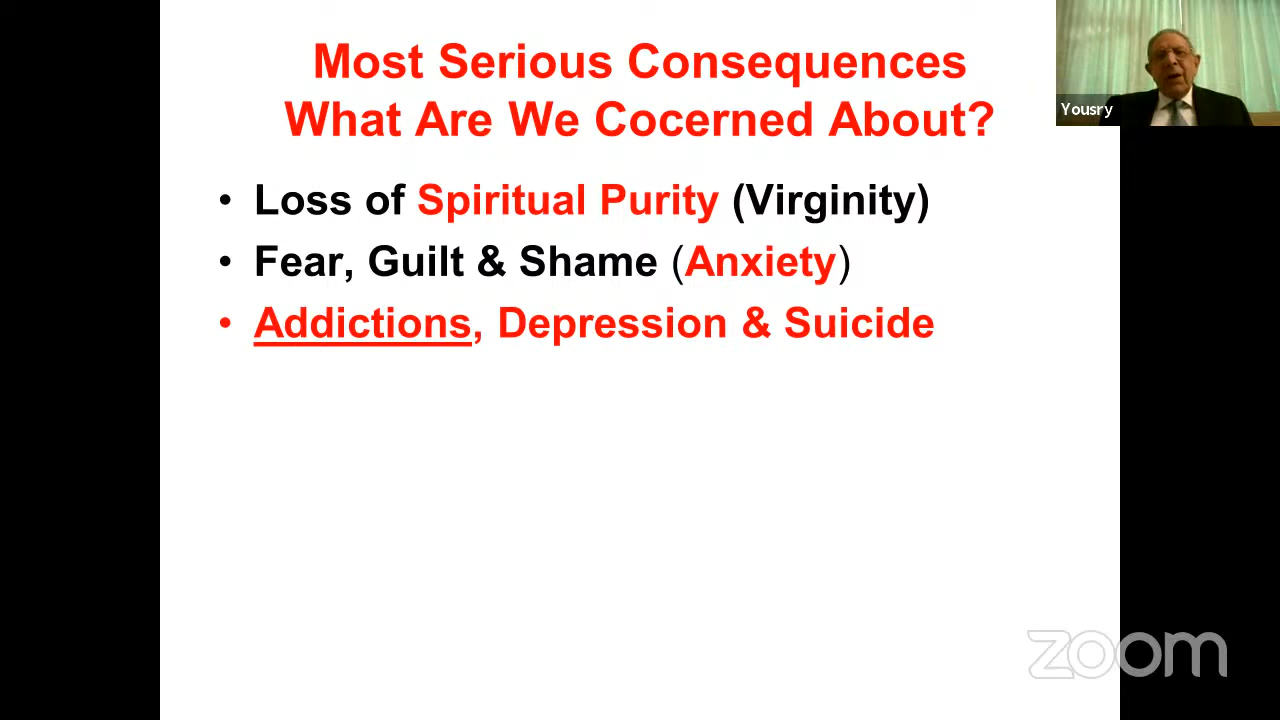 Most Serious Consequences
What Are We Cocerned About?
Yousry
• Loss of Spiritual Purity (Virginity)
• Fear, Guilt & Shame (Anxiety)
• Addictions, Depression & Suicide
zoom